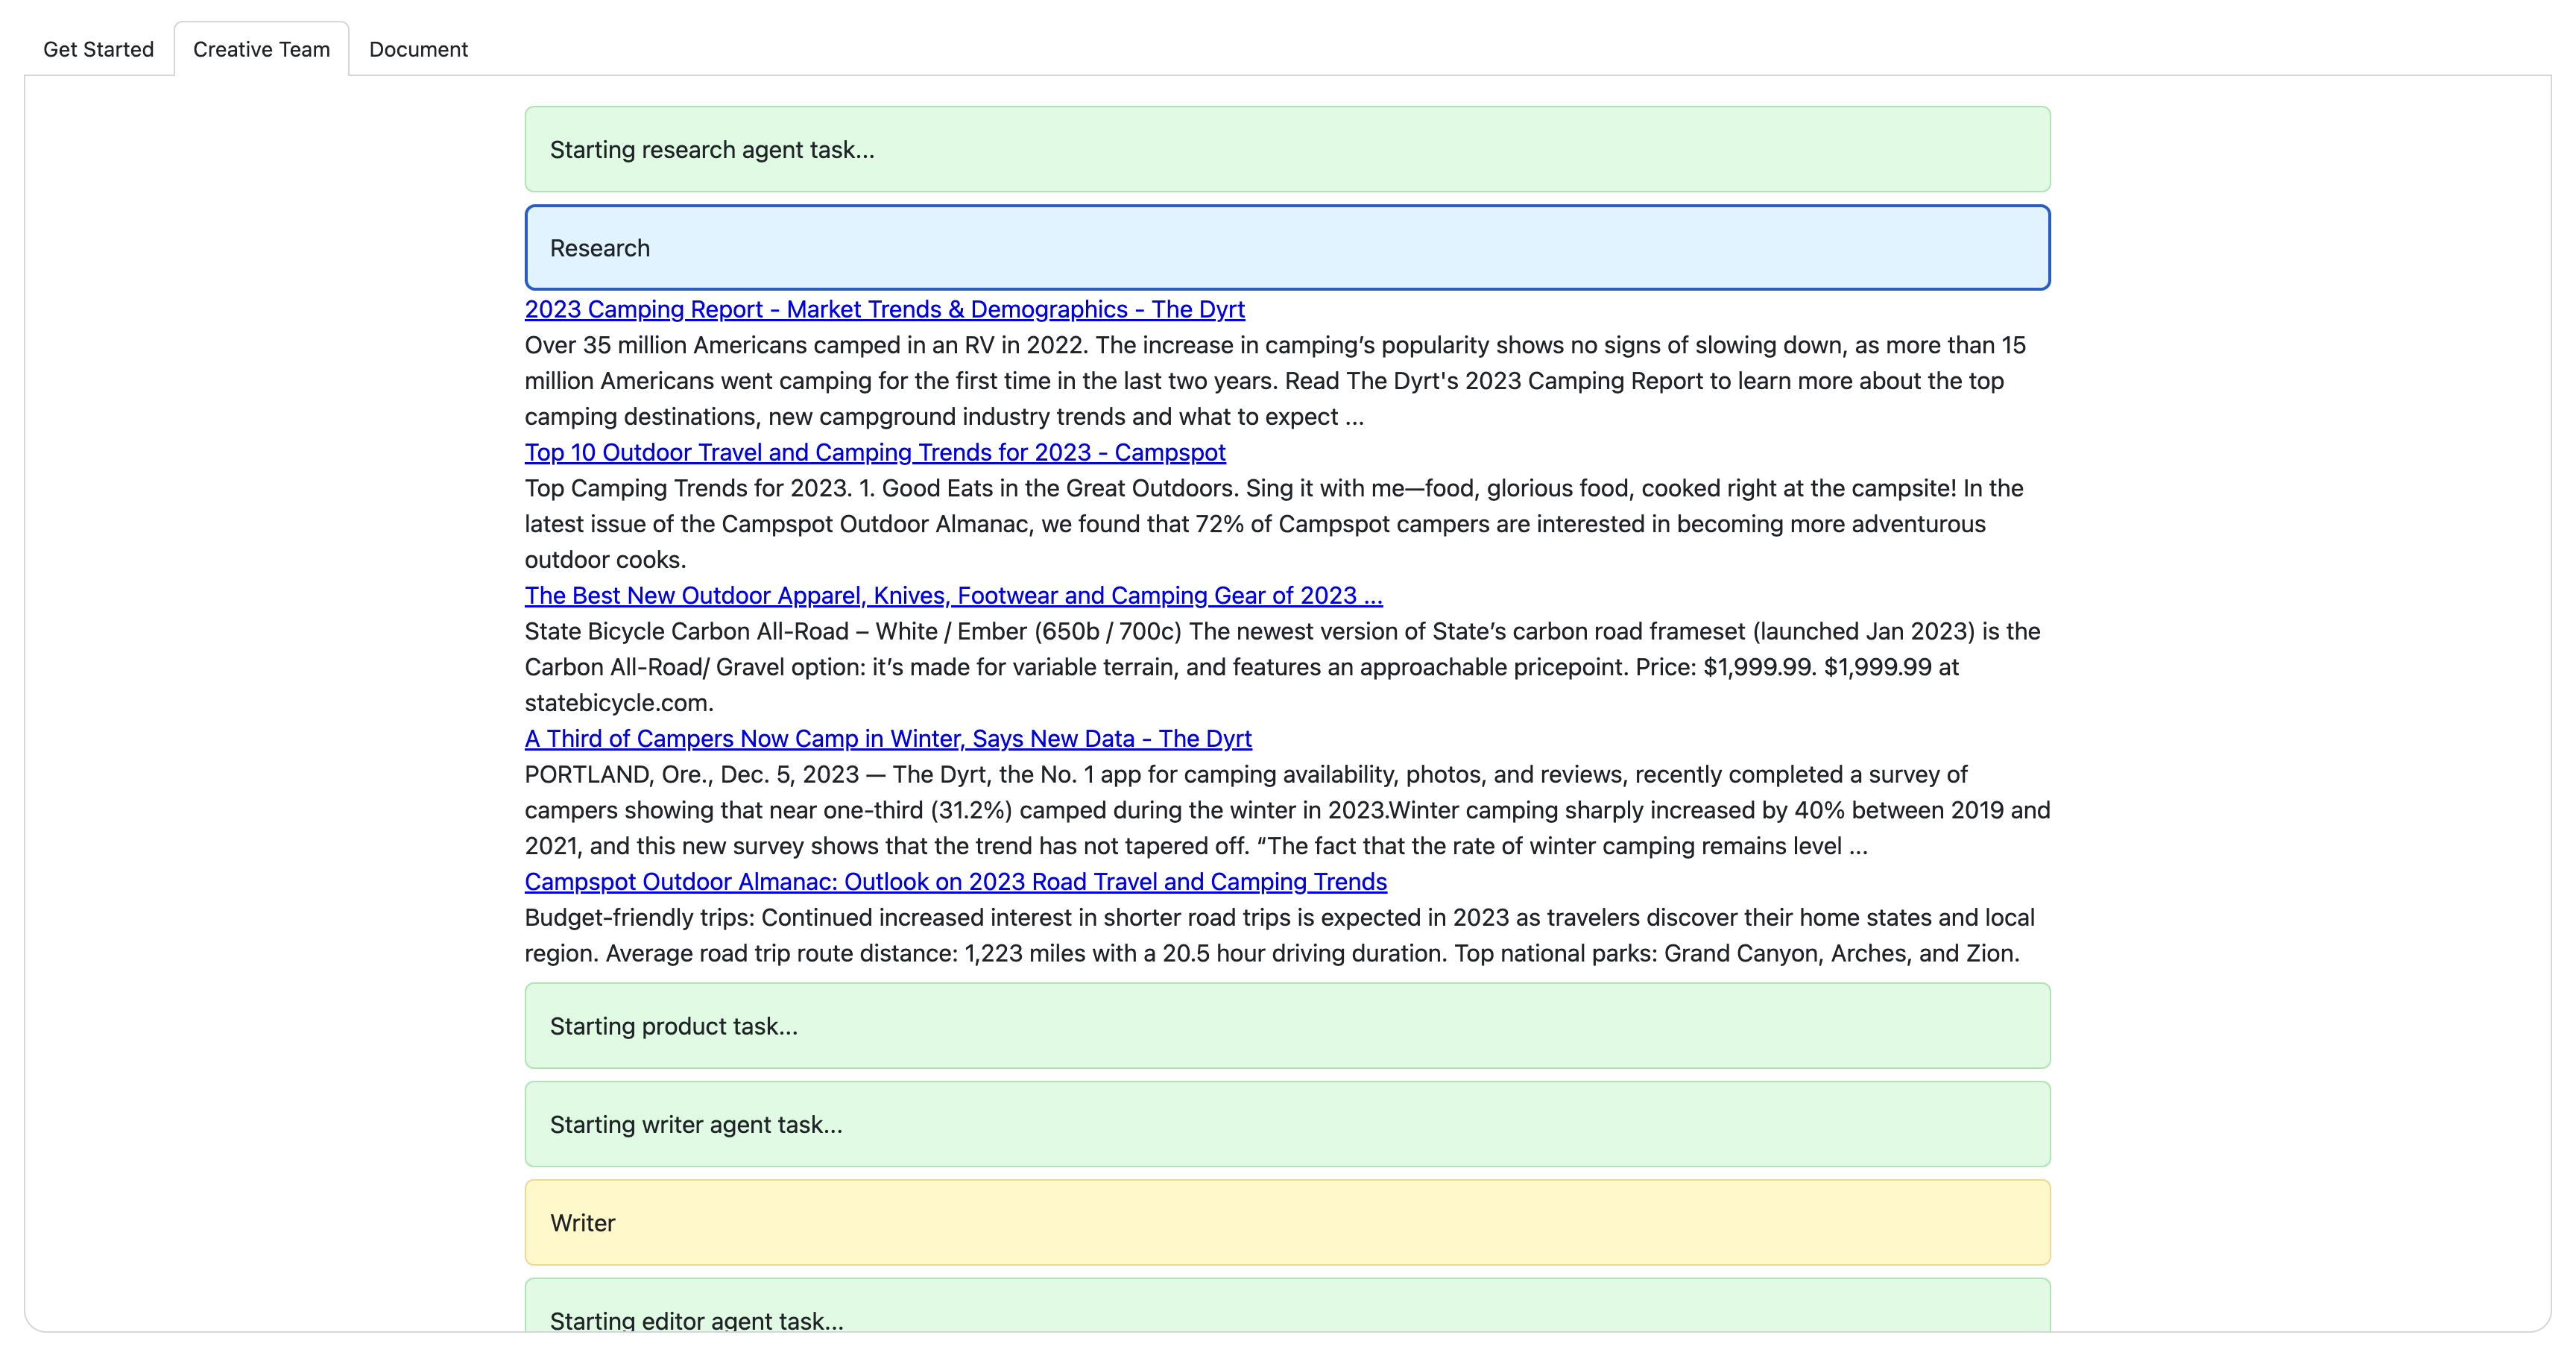 Get Started
Creative Team
Document
Starting research agent task...
Research
2023 Camping Report - Market Trends & Demographics - The Dyrt
Over 35 million Americans camped in an RV in 2022. The increase in camping’s popularity shows no signs of slowing down, as more than 15
million Americans went camping for the first time in the last two years. Read The Dyrt's 2023 Camping Report to learn more about the top
camping destinations, new campground industry trends and what to expect ...
Top 10 Outdoor Travel and Camping Trends for 2023 - Campspot
Top Camping Trends for 2023. 1. Good Eats in the Great Outdoors. Sing it with me—food, glorious food, cooked right at the campsite! In the
latest issue of the Campspot Outdoor Almanac, we found that 72% of Campspot campers are interested in becoming more adventurous
outdoor cooks.
The Best New Outdoor Apparel, Knives, Footwear and Camping Gear of 2023 ...
State Bicycle Carbon All-Road – White / Ember (650b / 700c) The newest version of State’s carbon road frameset (launched Jan 2023) is the
Carbon All-Road/ Gravel option: it’s made for variable terrain, and features an approachable pricepoint. Price: $1,999.99. $1,999.99 at
statebicycle.com.
A Third of Campers Now Camp in Winter, Says New Data - The Dyrt
PORTLAND, Ore., Dec. 5, 2023 — The Dyrt, the No. 1 app for camping availability, photos, and reviews, recently completed a survey of
campers showing that near one-third (31.2%) camped during the winter in 2023.Winter camping sharply increased by 40% between 2019 and
2021, and this new survey shows that the trend has not tapered off. “The fact that the rate of winter camping remains level ...
Campspot Outdoor Almanac: Outlook on 2023 Road Travel and Camping Trends
Budget-friendly trips: Continued increased interest in shorter road trips is expected in 2023 as travelers discover their home states and local
region. Average road trip route distance: 1,223 miles with a 20.5 hour driving duration. Top national parks: Grand Canyon, Arches, and Zion.
Starting product task...
Starting writer agent task...
Writer
Starting editor agent task...